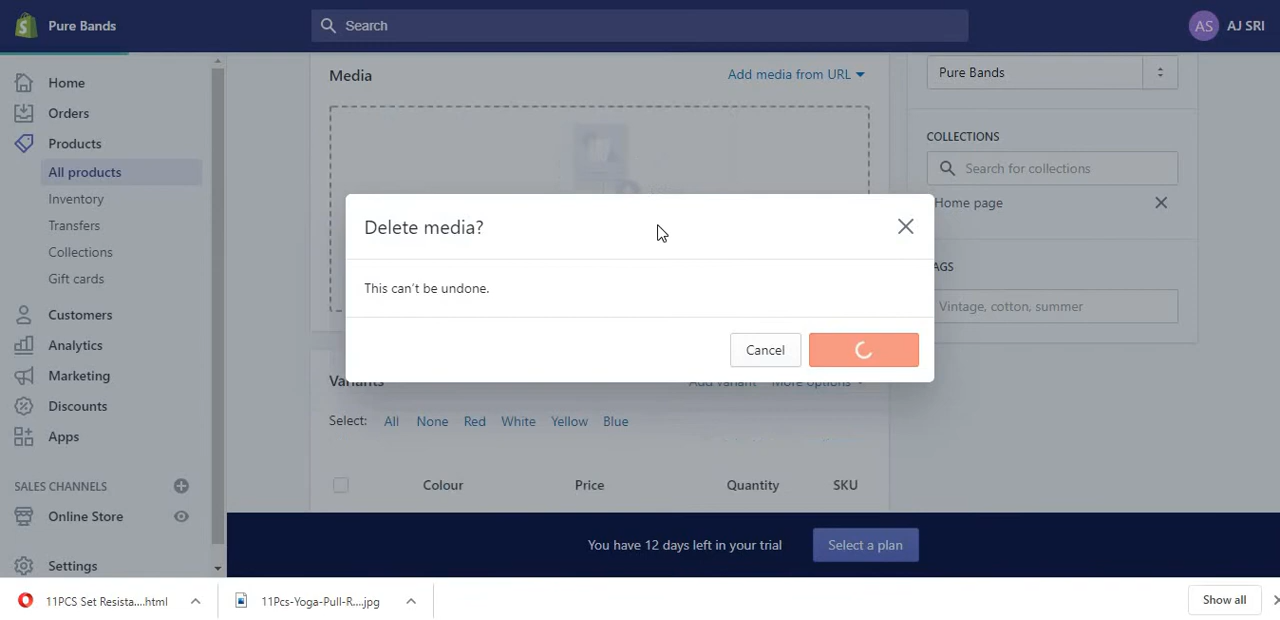 Pure Bands
Search
AS AJ SRI
Home
Orders
Products
All products
Inventory
Transfers
Collections
Gift cards
Customers
Analytics
Marketing
Discounts
Apps
SALES CHANNELS
Online Store
Settings
Media
Add media from URL
Delete media?
This can't be undone.
Cancel
Variants
Add variant More options
Select: All None Red White Yellow Blue
Colour Price Quantity SKU
Pure Bands
COLLECTIONS
Search for collections
Home page
AGS
Vintage, cotton, summer
You have 12 days left in your trial
Select a plan
11PCS Set Resista....html
11Pcs-Yoga-Pull-R....jpg
Show all